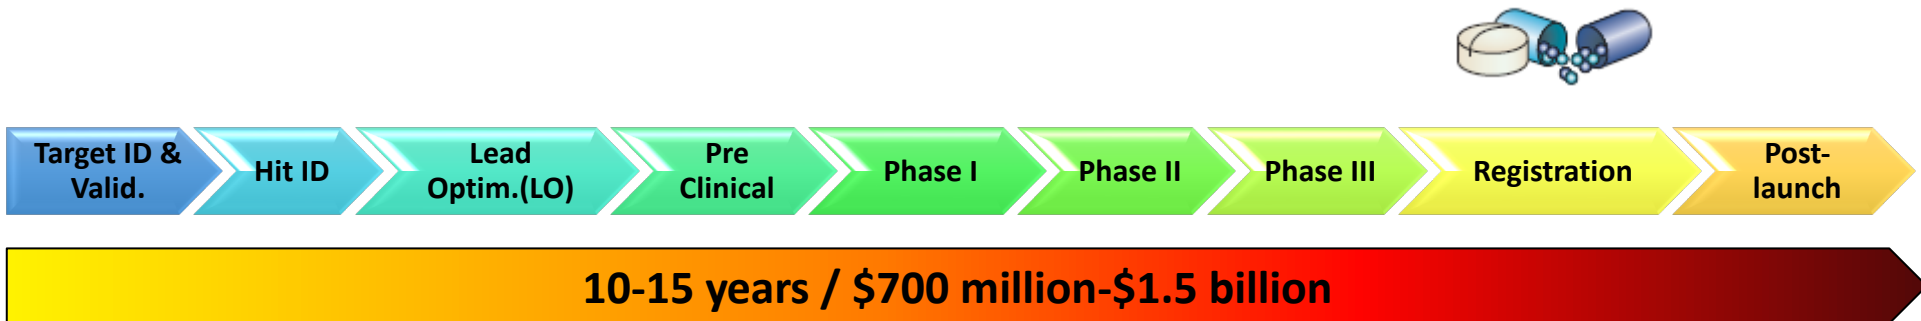 Target ID &
Valid.
Hit ID
Lead
Optim.(LO)
Pre
Clinical
Phase I
Phase II
Phase III
Registration
Post-
launch
10-15 years / $700 million-$1.5 billion